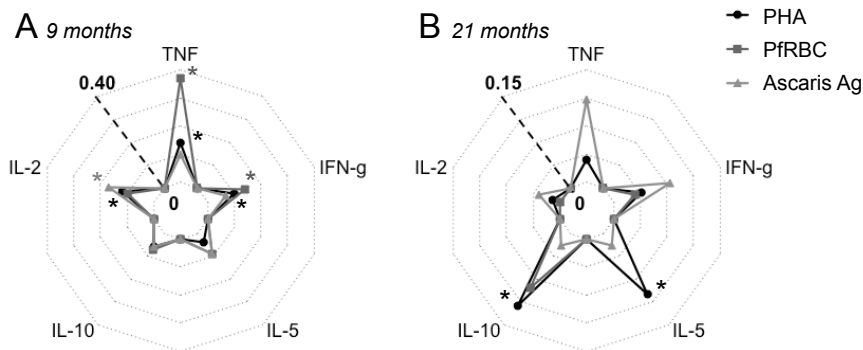 A 9 months
TNF
*
0.40
*
IL-2
IFN-g
*
*
*
0
*
IL-10
IL-5
B 21 months
TNF
0.15
IL-2
IFN-g
0
*
*
IL-10
IL-5
PHA
PfRBC
Ascaris Ag